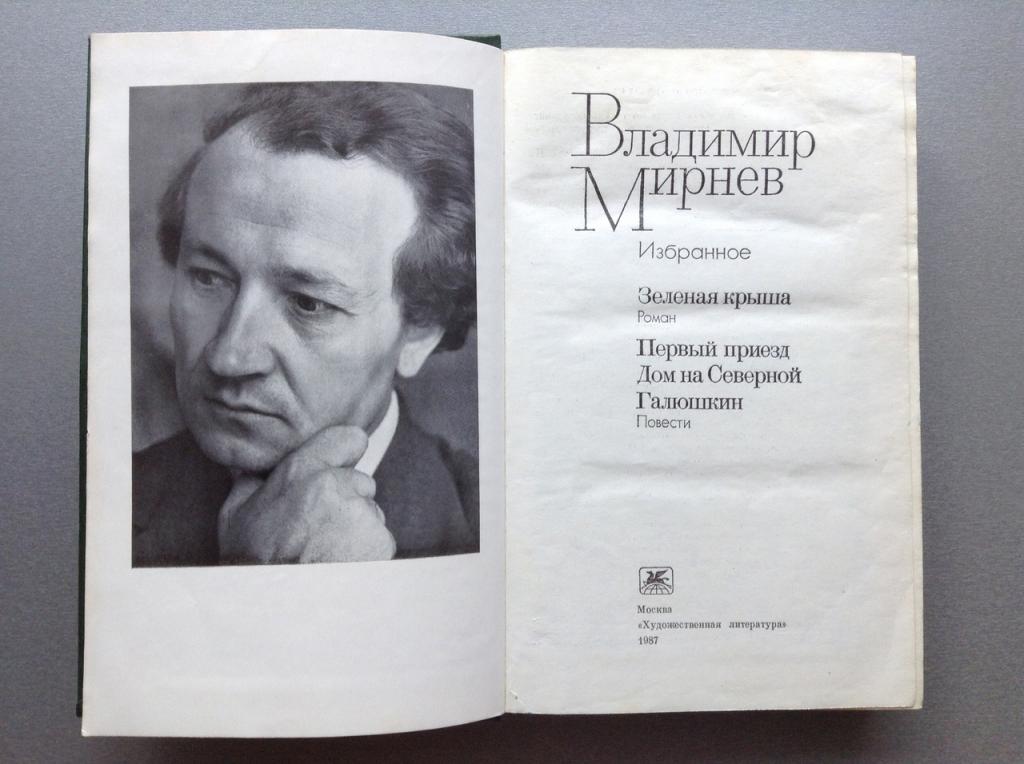 Владимир
Мирнев
Избранное
Зеленая крыша
Роман
Первый приезд
Дом на Северной
Галюшкин
Повести
Москва
«Художественная литература»
1987